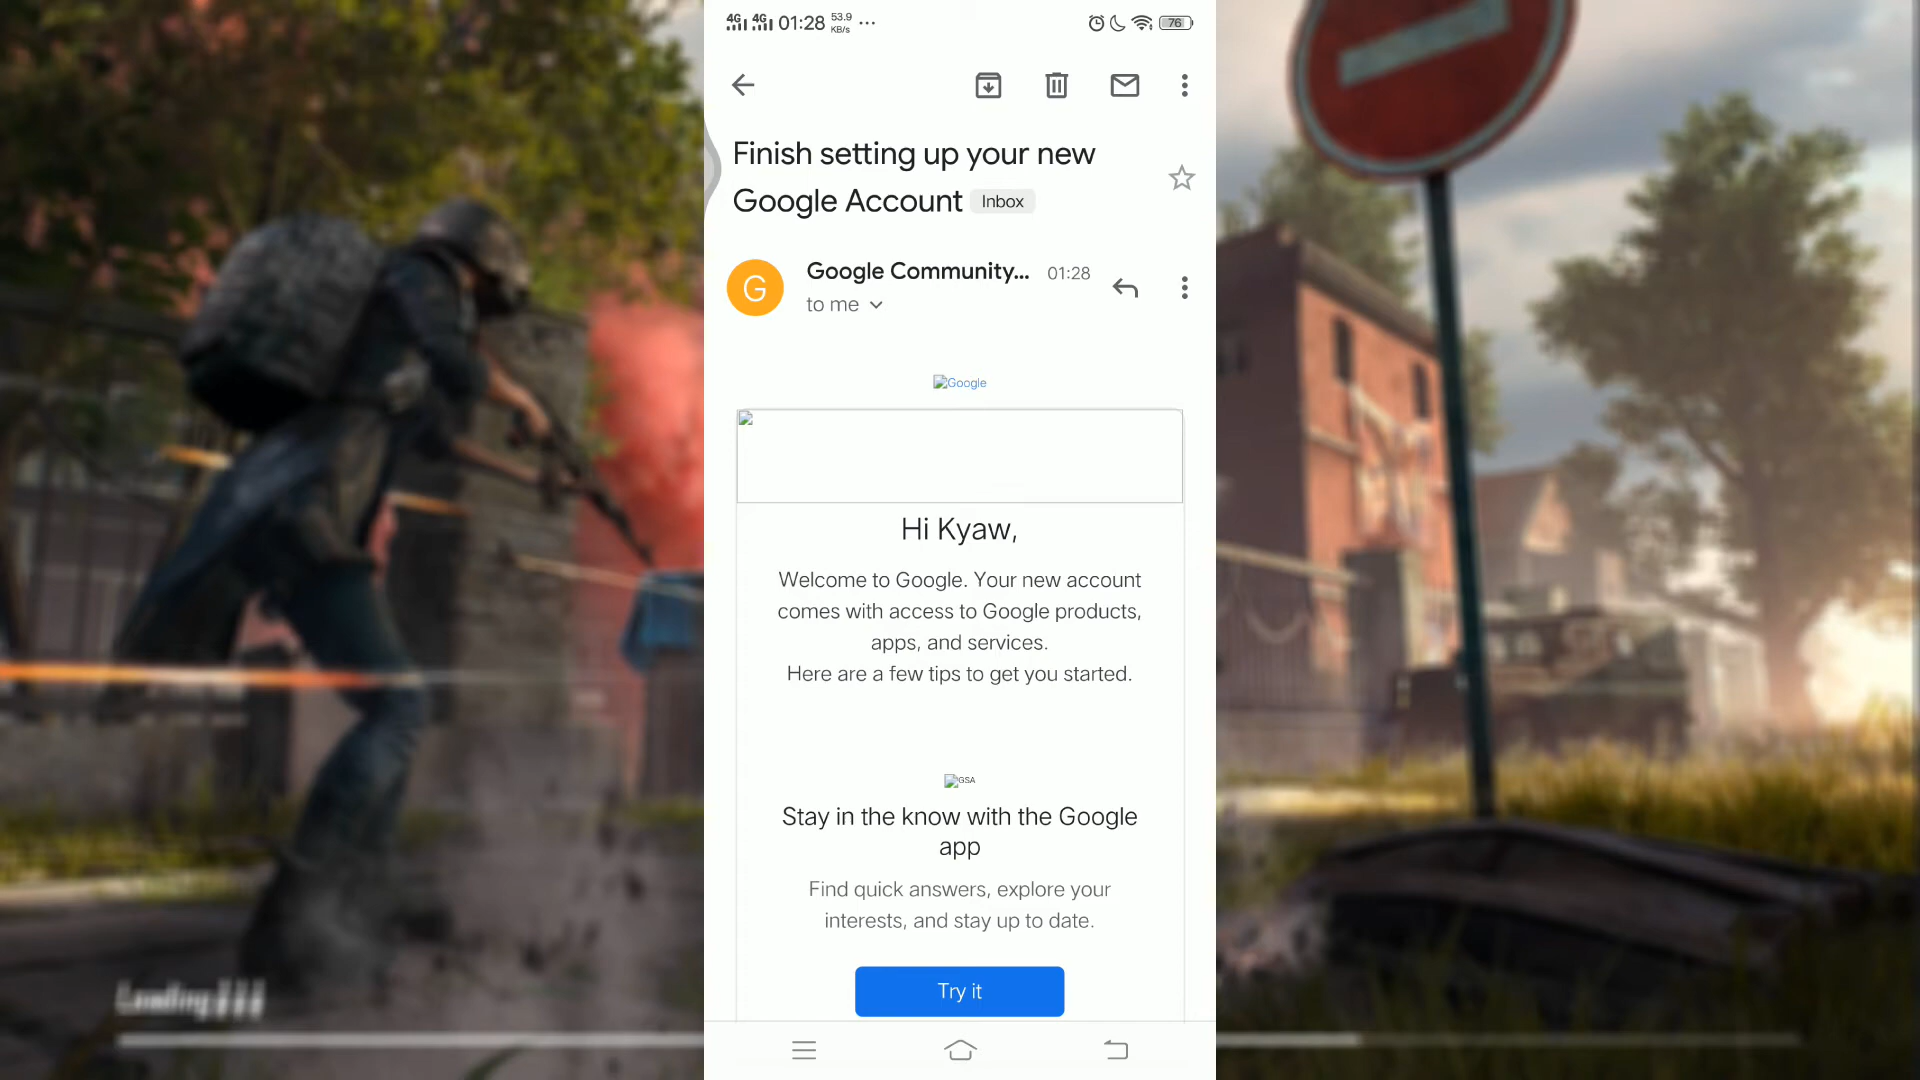 4G 4G 01:28 53.9 KB/s ... 76
Finish setting up your new
Google Account Inbox
G Google Community... 01:28
to me
Google
Hi Kyaw,
Welcome to Google. Your new account
comes with access to Google products,
apps, and services.
Here are a few tips to get you started.
GSA
Stay in the know with the Google
app
Find quick answers, explore your
interests, and stay up to date.
Try it
Loading